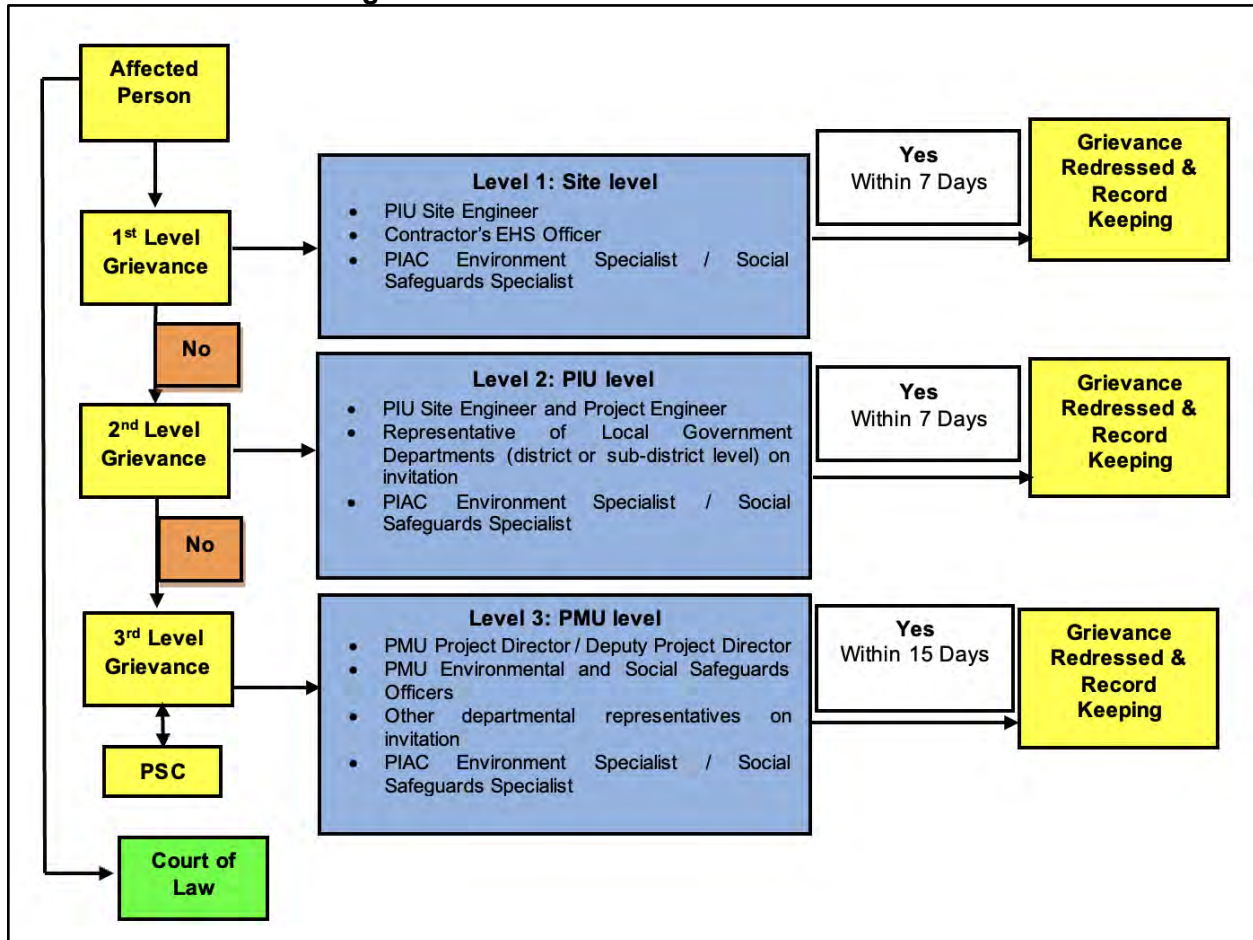 Affected
Person
1st Level
Grievance
Level 1: Site level
• PIU Site Engineer
• Contractor's EHS Officer
• PIAC Environment Specialist / Social
Safeguards Specialist
Yes
Within 7 Days
Grievance
Redressed &
Record
Keeping
No
2nd Level
Grievance
Level 2: PIU level
• PIU Site Engineer and Project Engineer
• Representative of Local Government
Departments (district or sub-district level) on
invitation
• PIAC Environment Specialist / Social
Safeguards Specialist
Yes
Within 7 Days
Grievance
Redressed &
Record
Keeping
No
3rd Level
Grievance
Level 3: PMU level
• PMU Project Director / Deputy Project Director
• PMU Environmental and Social Safeguards
Officers
• Other departmental representatives on
invitation
• PIAC Environment Specialist / Social
Safeguards Specialist
Yes
Within 15 Days
Grievance
Redressed &
Record
Keeping
PSC
Court of
Law